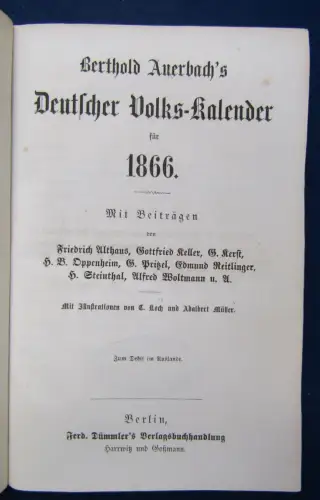 Berthold Auerbach's
Deutscher Volks-Kalender
für
1866.
Mit Beiträgen
von
Friedrich Althaus, Gottfried Keller, G. Kerst,
H. B. Oppenheim, G. Pritzel, Edmund Reitlinger,
H. Steinthal, Alfred Woltmann u. A.
Mit Illustrationen von C. Koch und Adalbert Müller.
Zum Debit im Auslande.
Berlin,
Ferd. Dümmler's Verlagsbuchhandlung
Harrwitz und Goßmann.